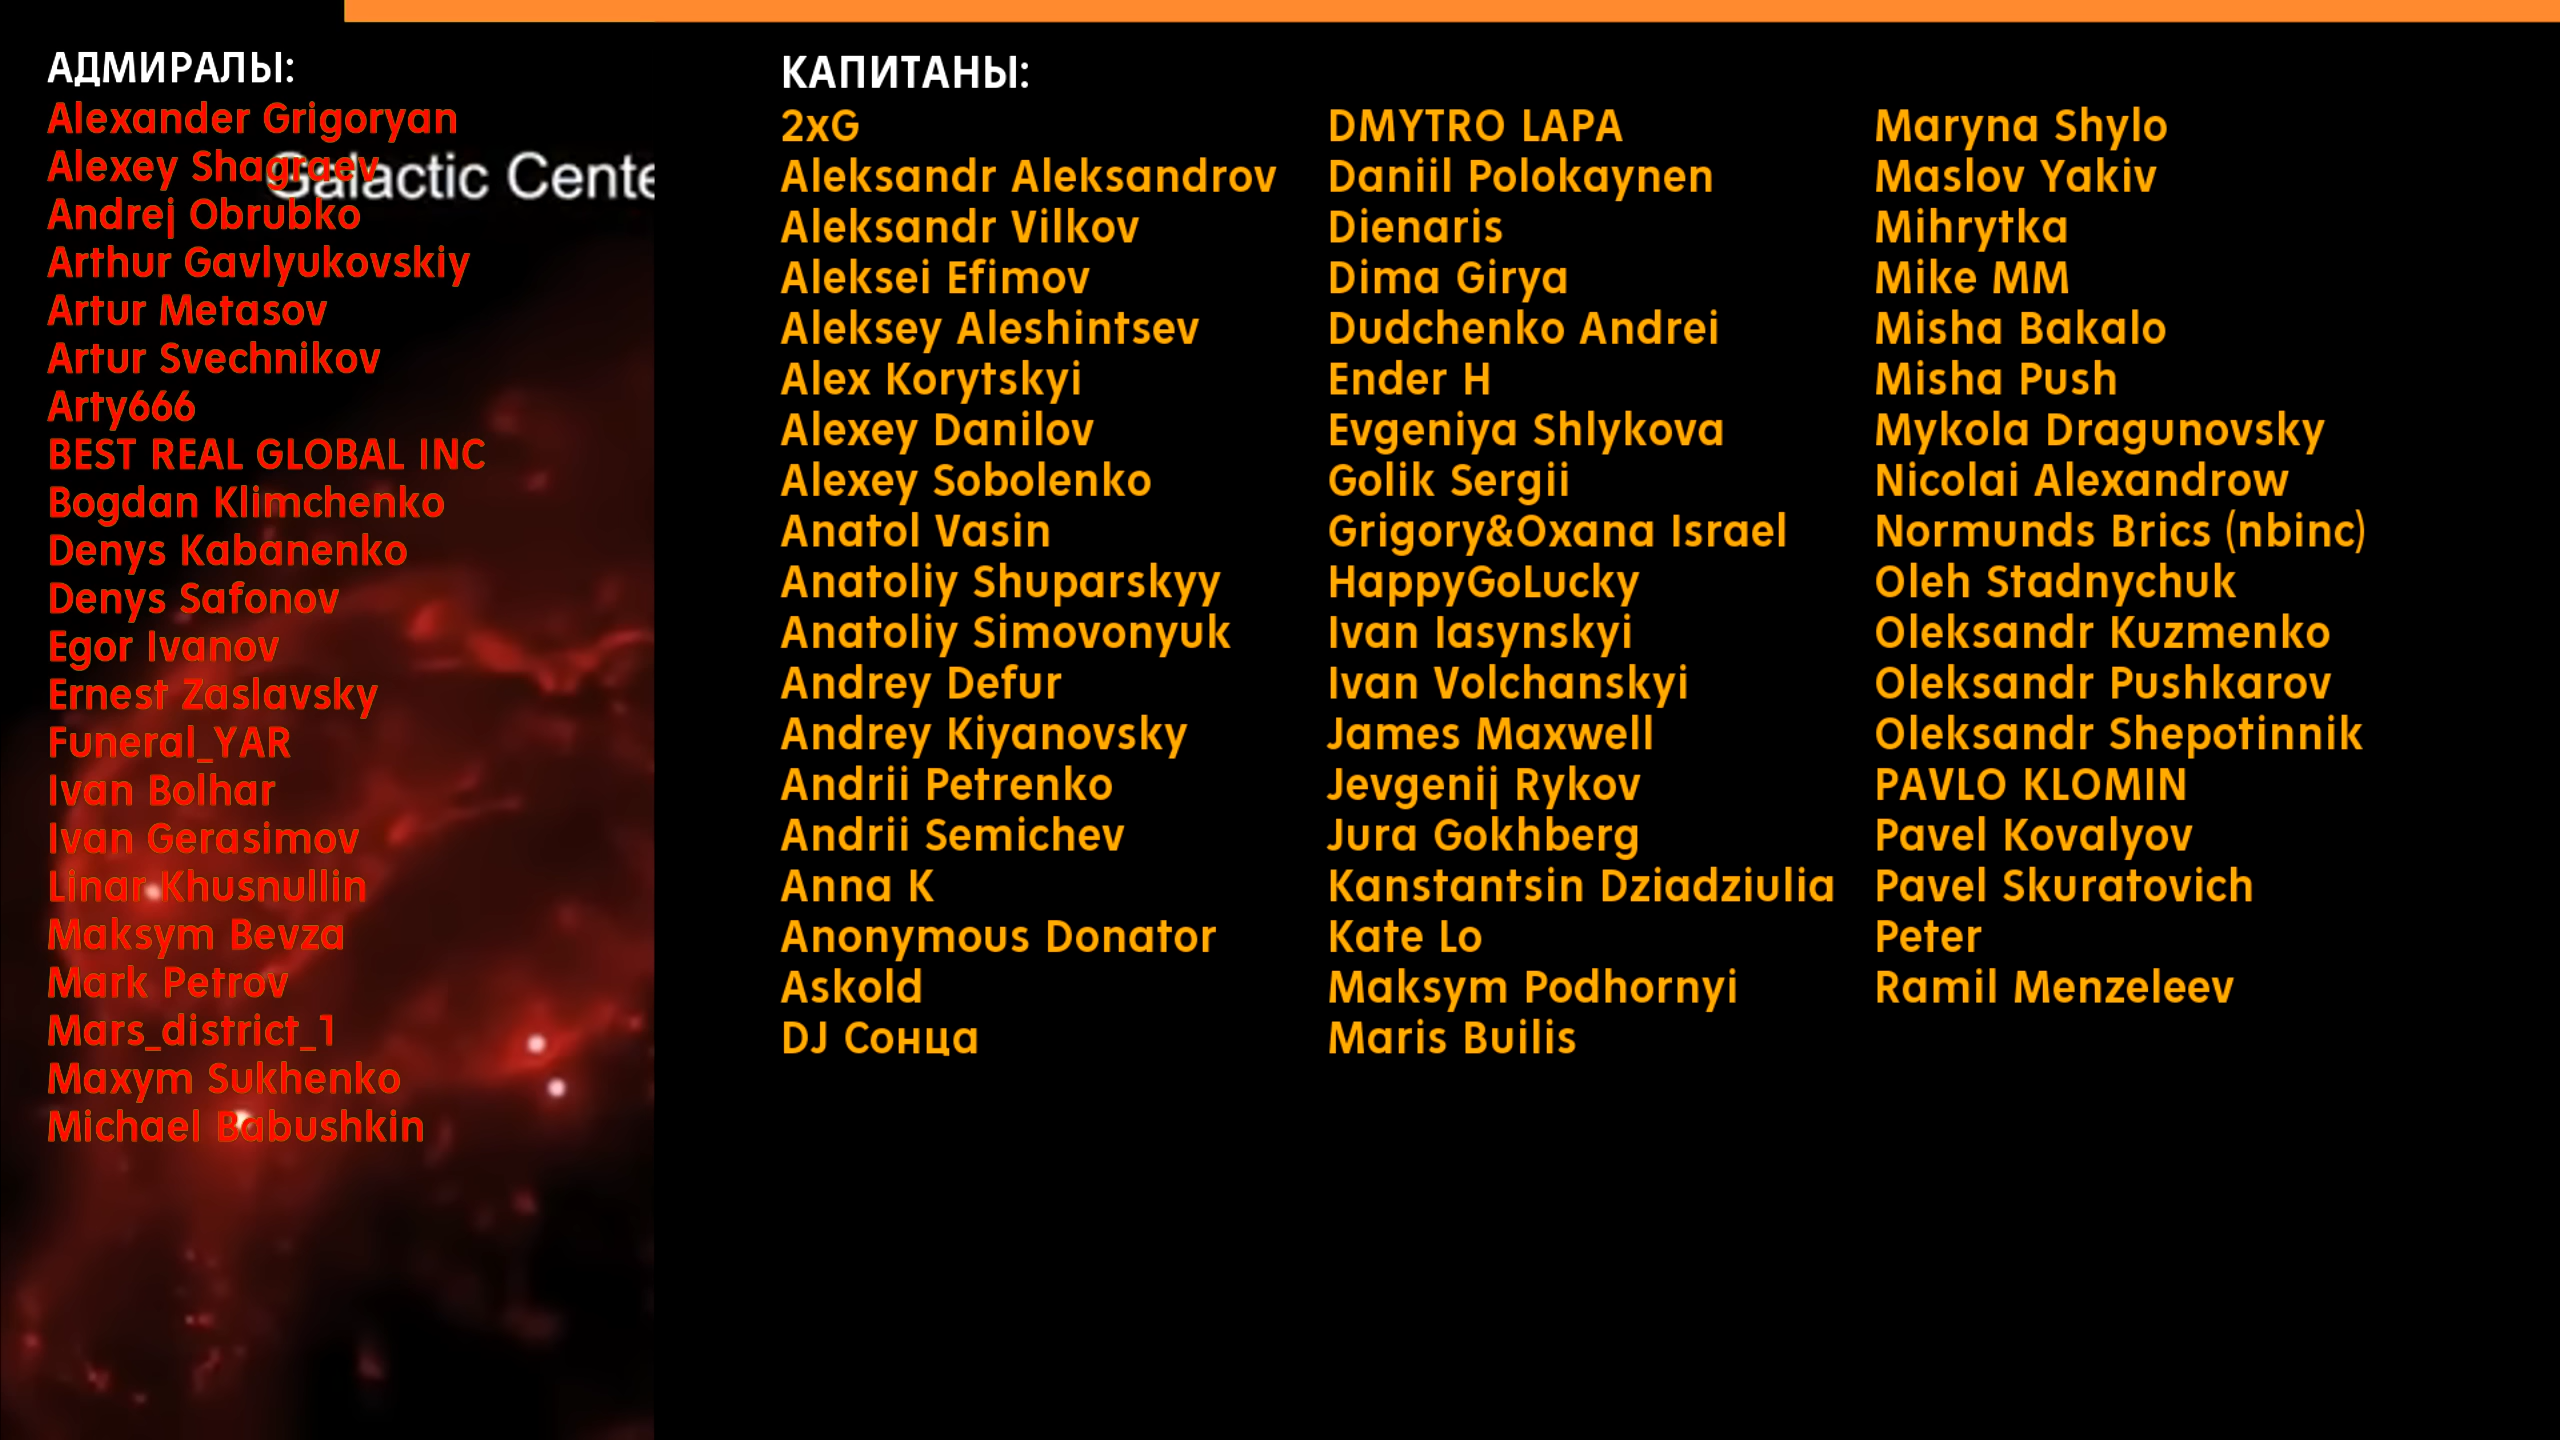 АДМИРАЛЫ:
Alexander Grigoryan
Alexey Shagraev
Andrej Obrubko
Arthur Gavlyukovskiy
Artur Metasov
Artur Svechnikov
Arty666
BEST REAL GLOBAL INC
Bogdan Klimchenko
Denys Kabanenko
Denys Safonov
Egor Ivanov
Ernest Zaslavsky
Funeral_YAR
Ivan Bolhar
Ivan Gerasimov
Linar Khusnullin
Maksym Bevza
Mark Petrov
Mars_district_1
Maxym Sukhenko
Michael Babushkin
Galactic Cente
КАПИТАНЫ:
2xG
Aleksandr Aleksandrov
Aleksandr Vilkov
Aleksei Efimov
Aleksey Aleshintsev
Alex Korytskyi
Alexey Danilov
Alexey Sobolenko
Anatol Vasin
Anatoliy Shuparskyy
Anatoliy Simovonyuk
Andrey Defur
Andrey Kiyanovsky
Andrii Petrenko
Andrii Semichev
Anna K
Anonymous Donator
Askold
DJ Сонца
DMYTRO LAPA
Daniil Polokaynen
Dienaris
Dima Girya
Dudchenko Andrei
Ender H
Evgeniya Shlykova
Golik Sergii
Grigory&Oxana Israel
HappyGoLucky
Ivan Iasynskyi
Ivan Volchanskyi
James Maxwell
Jevgenij Rykov
Jura Gokhberg
Kanstantsin Dziadziulia
Kate Lo
Maksym Podhornyi
Maris Builis
Maryna Shylo
Maslov Yakiv
Mihrytka
Mike MM
Misha Bakalo
Misha Push
Mykola Dragunovsky
Nicolai Alexandrow
Normunds Brics (nbinc)
Oleh Stadnychuk
Oleksandr Kuzmenko
Oleksandr Pushkarov
Oleksandr Shepotinnik
PAVLO KLOMIN
Pavel Kovalyov
Pavel Skuratovich
Peter
Ramil Menzeleev